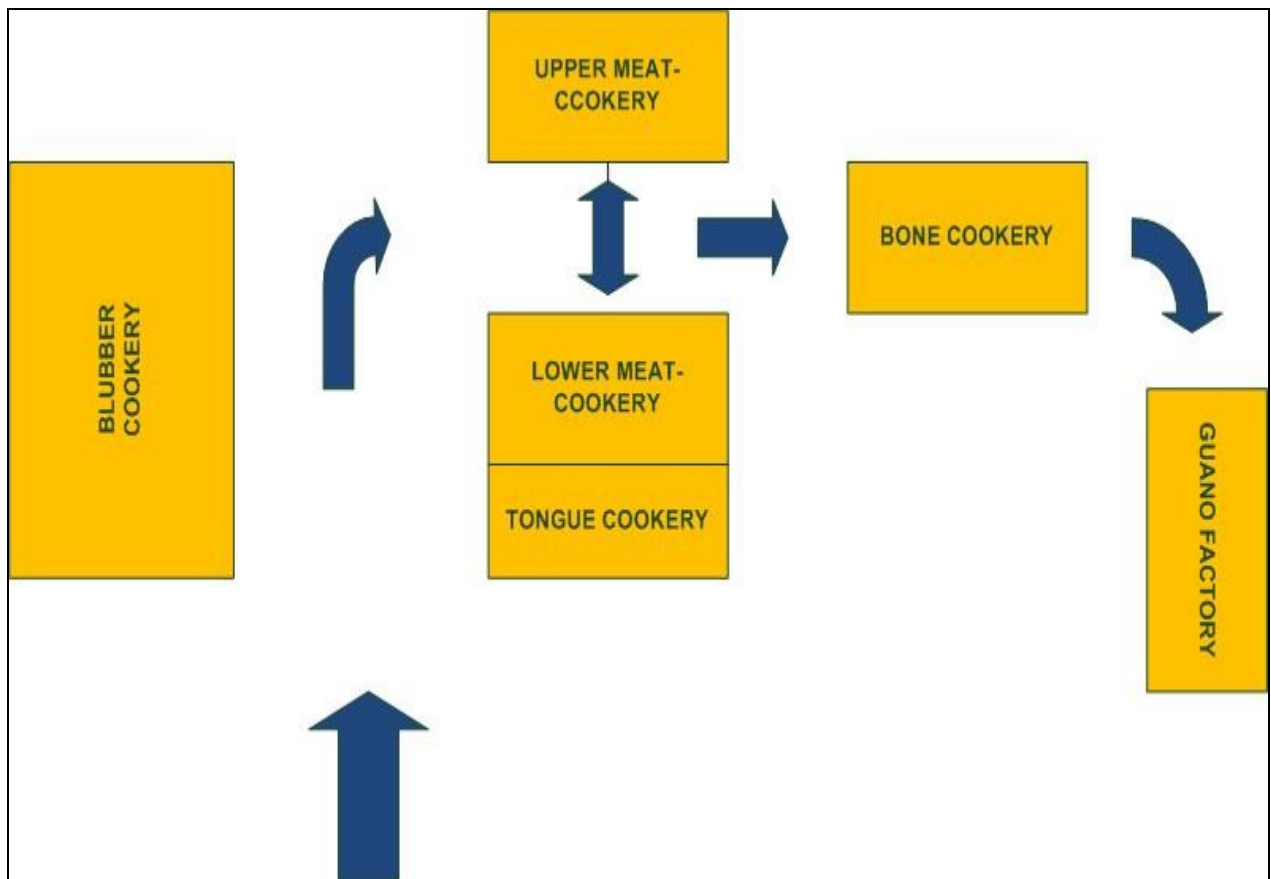 UPPER MEAT-
CCOKERY
BONE COOKERY
BLUBBER
COOKERY
LOWER MEAT-
COOKERY
TONGUE COOKERY
GUANO FACTORY